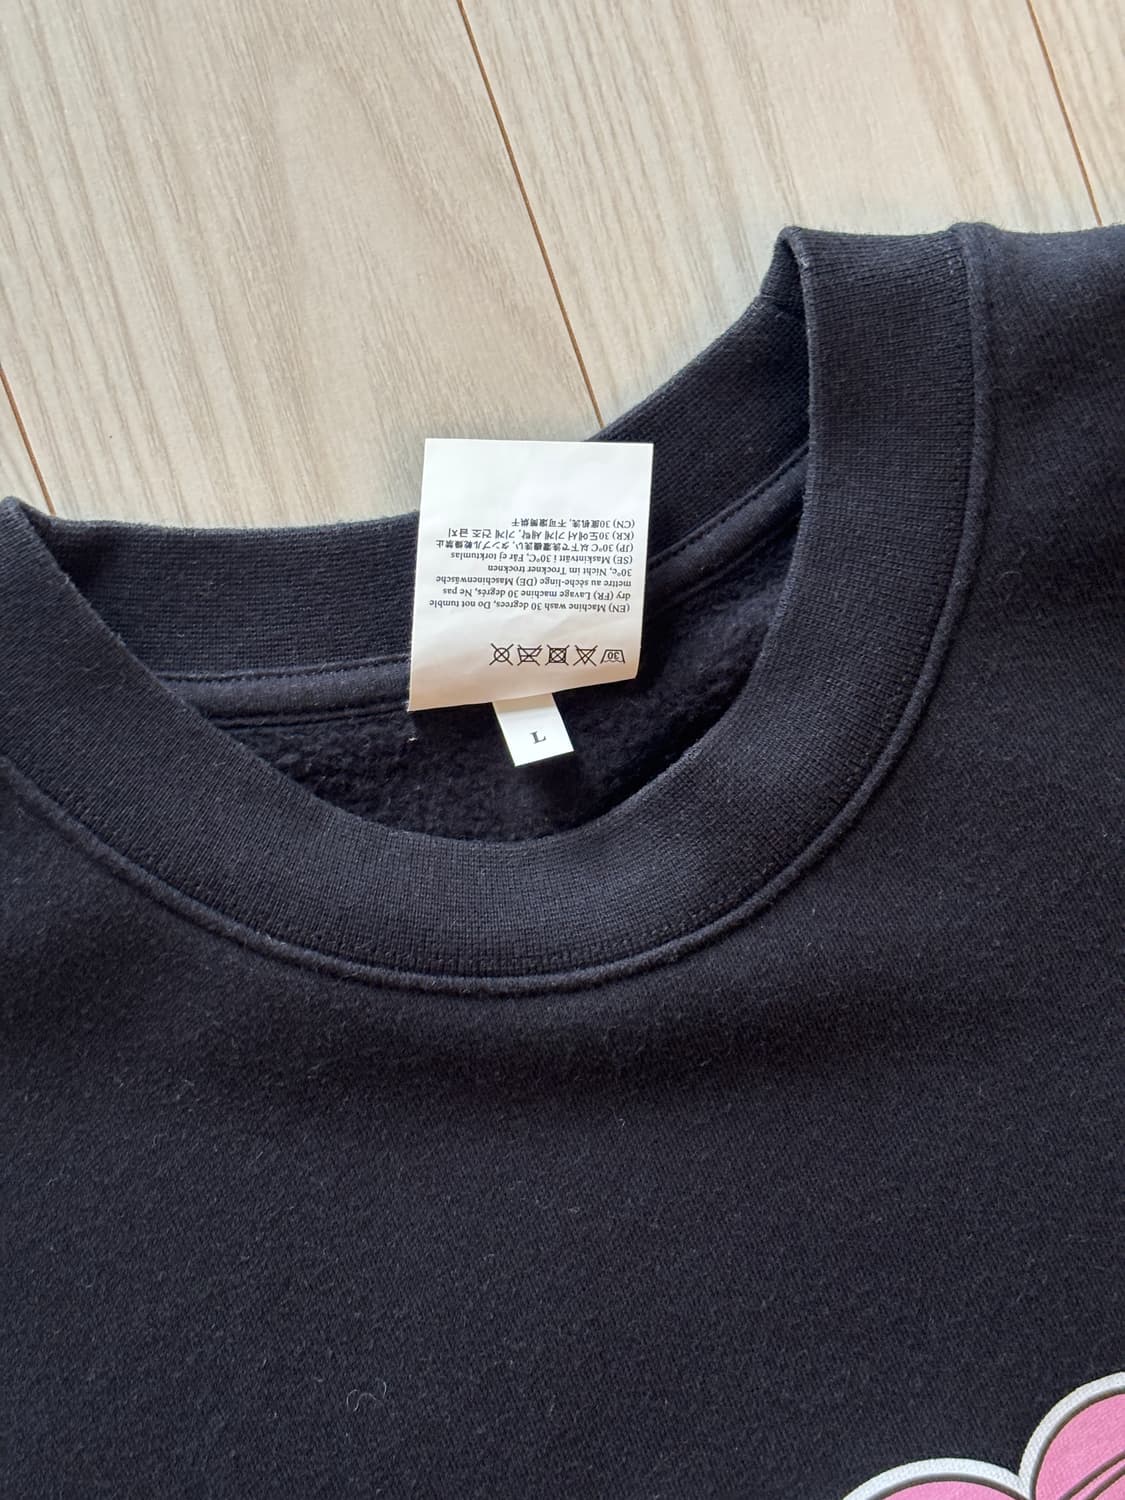 (EN) Machine wash 30 degrees, Do not tumble
dry (FR) Lavage machine 30 degrés, Ne pas
mettre au sèche-linge (DE) Maschinenwäsche
30°c, Nicht im Trockner trocknen
(SE) Maskintvätt i 30°C, Får ej torktumlas
(JP) 30°C以下で洗濯機洗い, タンブル乾燥禁止
(KR) 30도에서 기계 세탁, 기계 건조 금지
(CN) 30度机洗, 不可滚筒烘干
30
L